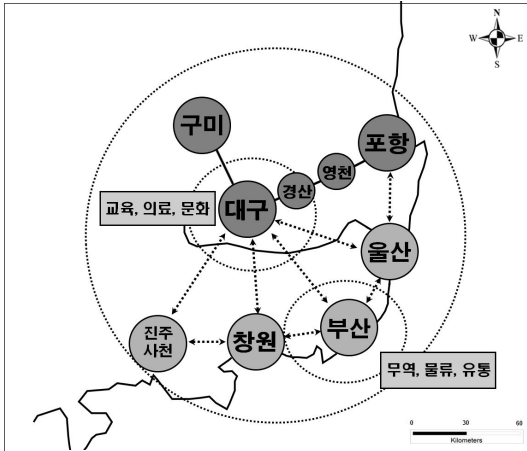 N
W E
S
구미
포항
영천
경산
대구
교육, 의료, 문화
울산
부산
창원
진주
사천
무역, 물류, 유통
0 30 60
Kilometers